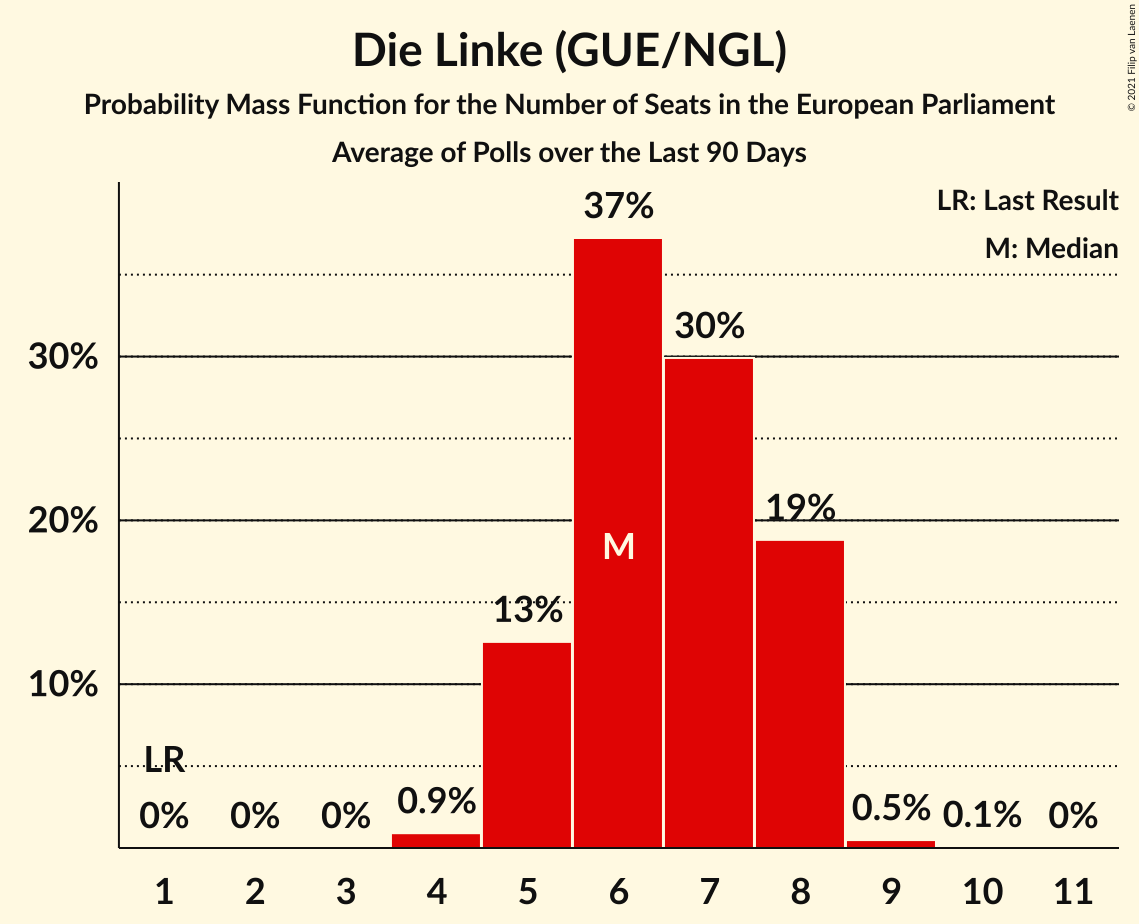 Die Linke (GUE/NGL)
Probability Mass Function for the Number of Seats in the European Parliament
Average of Polls over the Last 90 Days
© 2021 Filip van Laenen
LR: Last Result
M: Median
37%
30%
30%
20%
19%
M
13%
10%
LR
0%
0%
0%
0.9%
0.5%
0.1%
0%
1 2 3 4 5 6 7 8 9 10 11